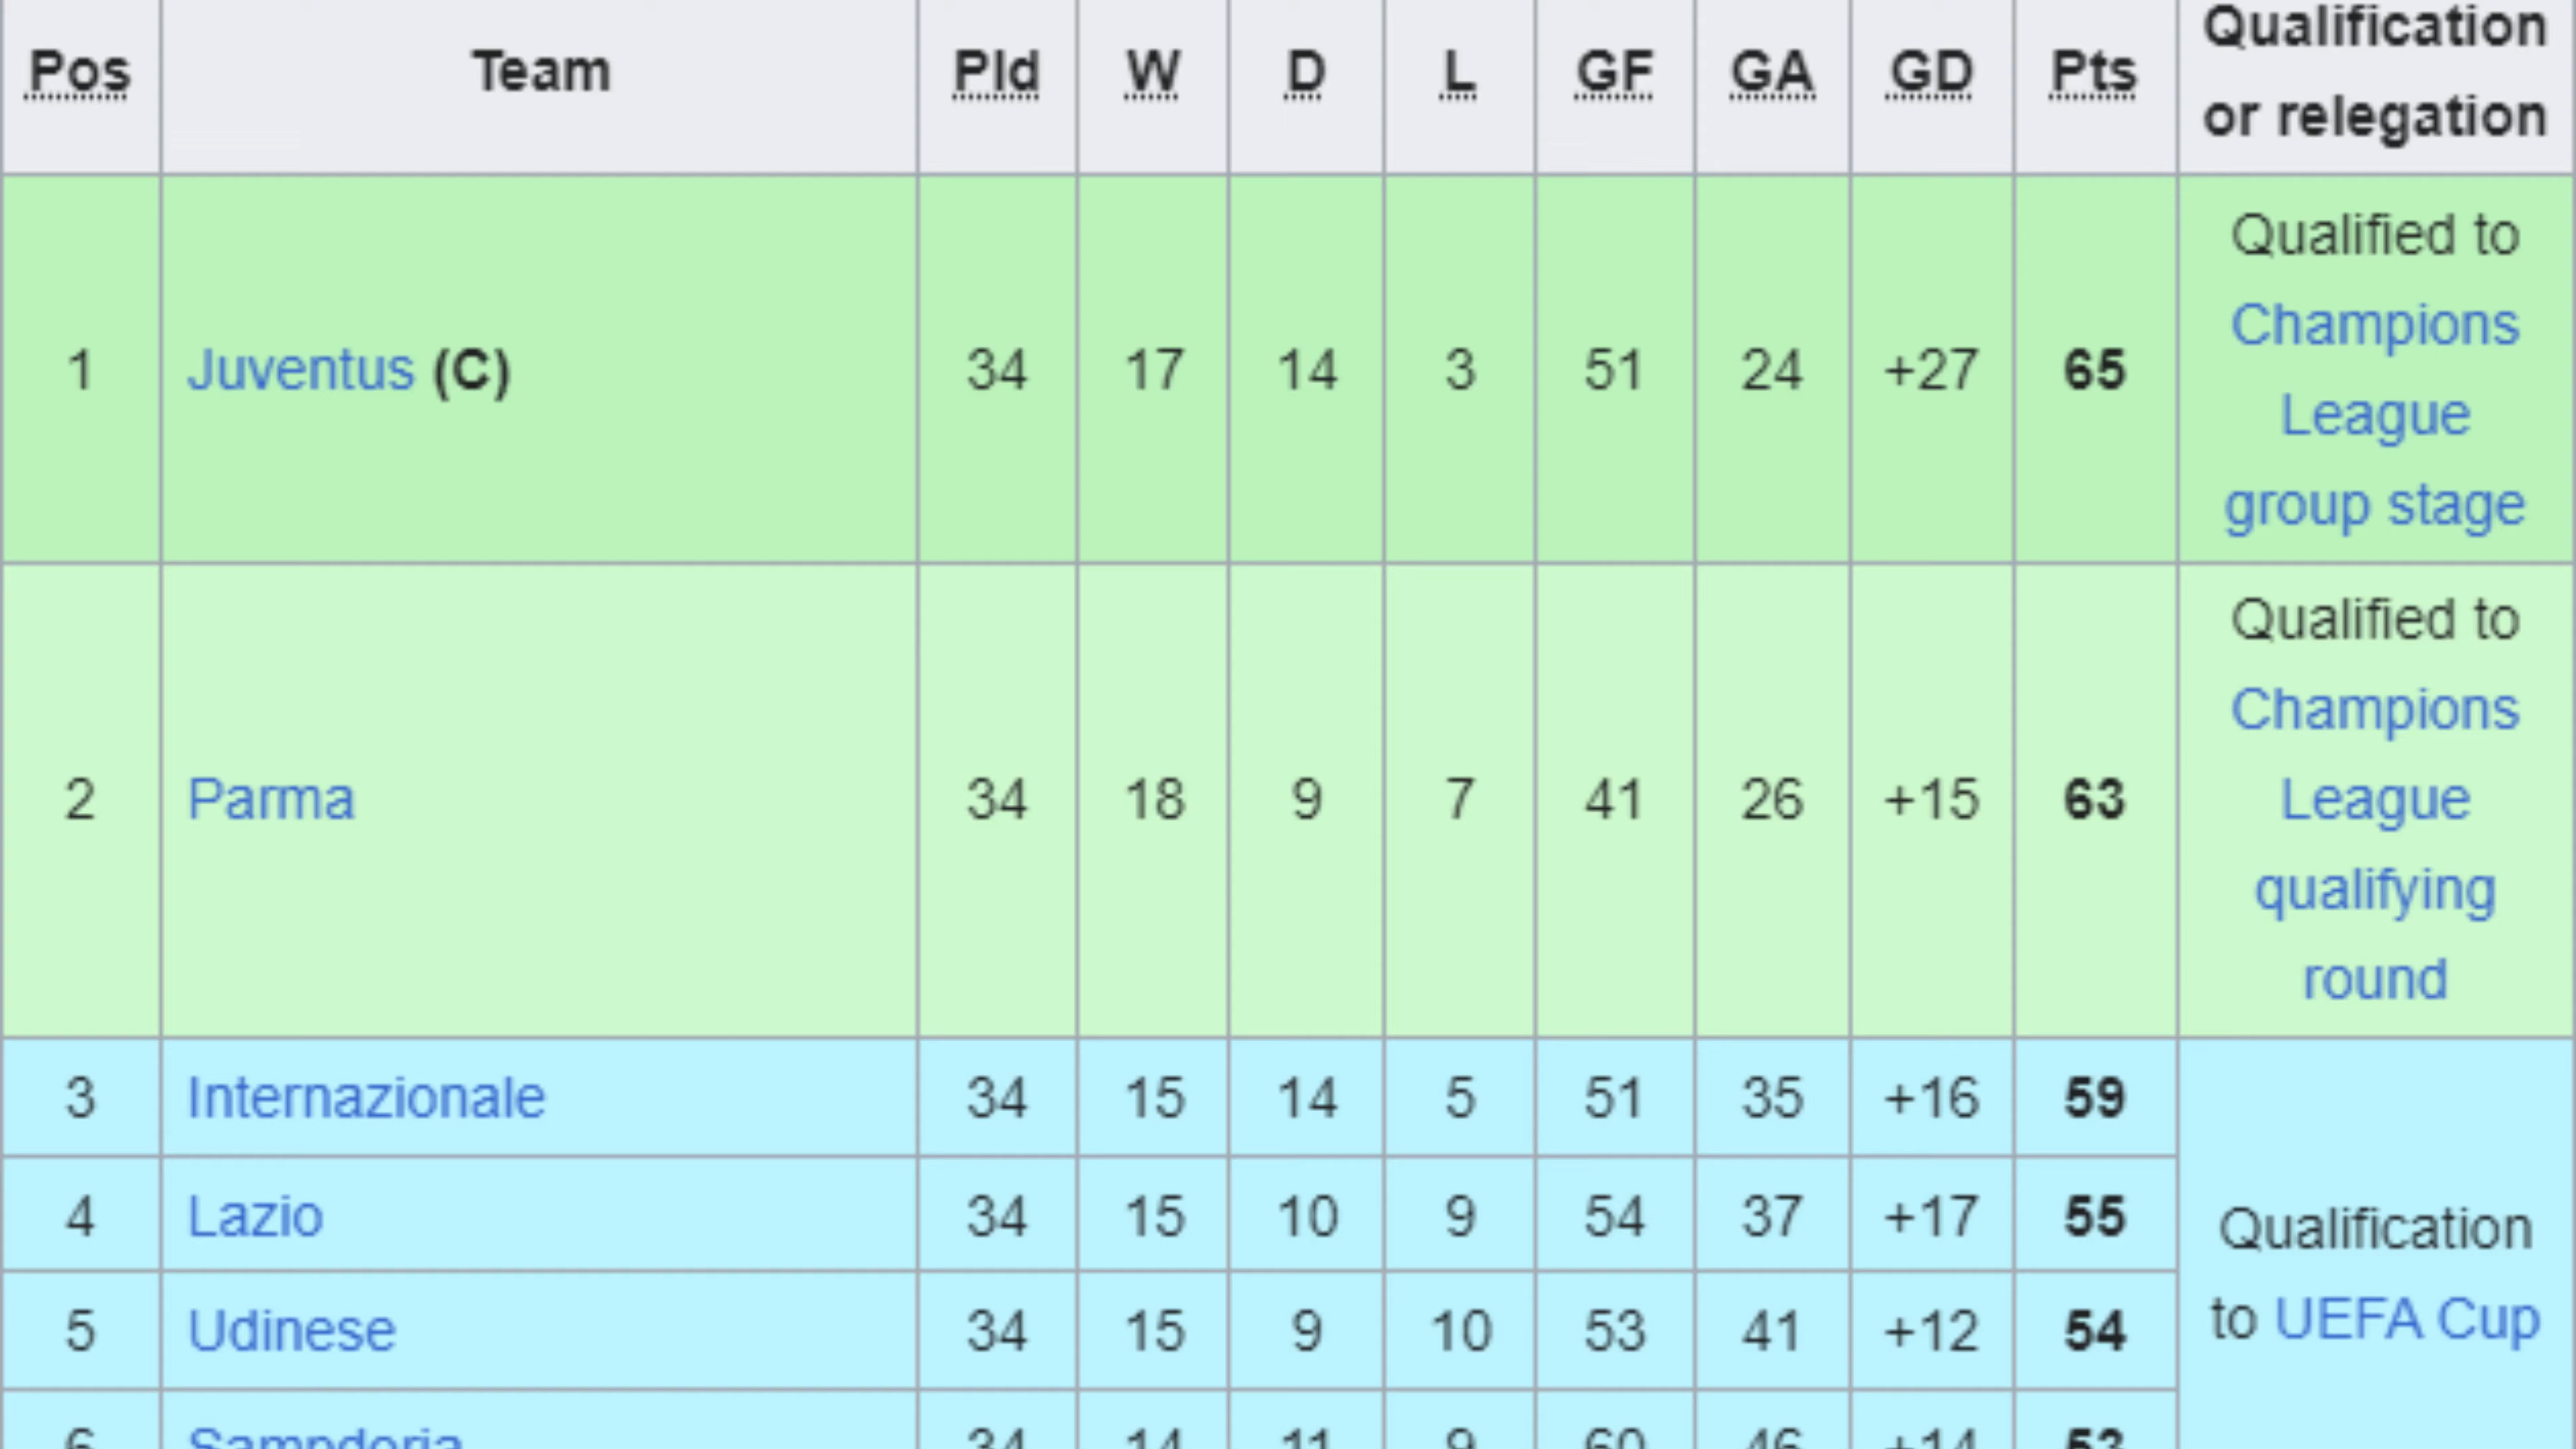 Pos Team Pld W D L GF GA GD Pts Qualification
or relegation
1 Juventus (C) 34 17 14 3 51 24 +27 65 Qualified to
Champions
League
group stage
2 Parma 34 18 9 7 41 26 +15 63 Qualified to
Champions
League
qualifying
round
3 Internazionale 34 15 14 5 51 35 +16 59
4 Lazio 34 15 10 9 54 37 +17 55 Qualification
5 Udinese 34 15 9 10 53 41 +12 54 to UEFA Cup
6 Sampdoria 34 14 11 9 60 46 +14 53